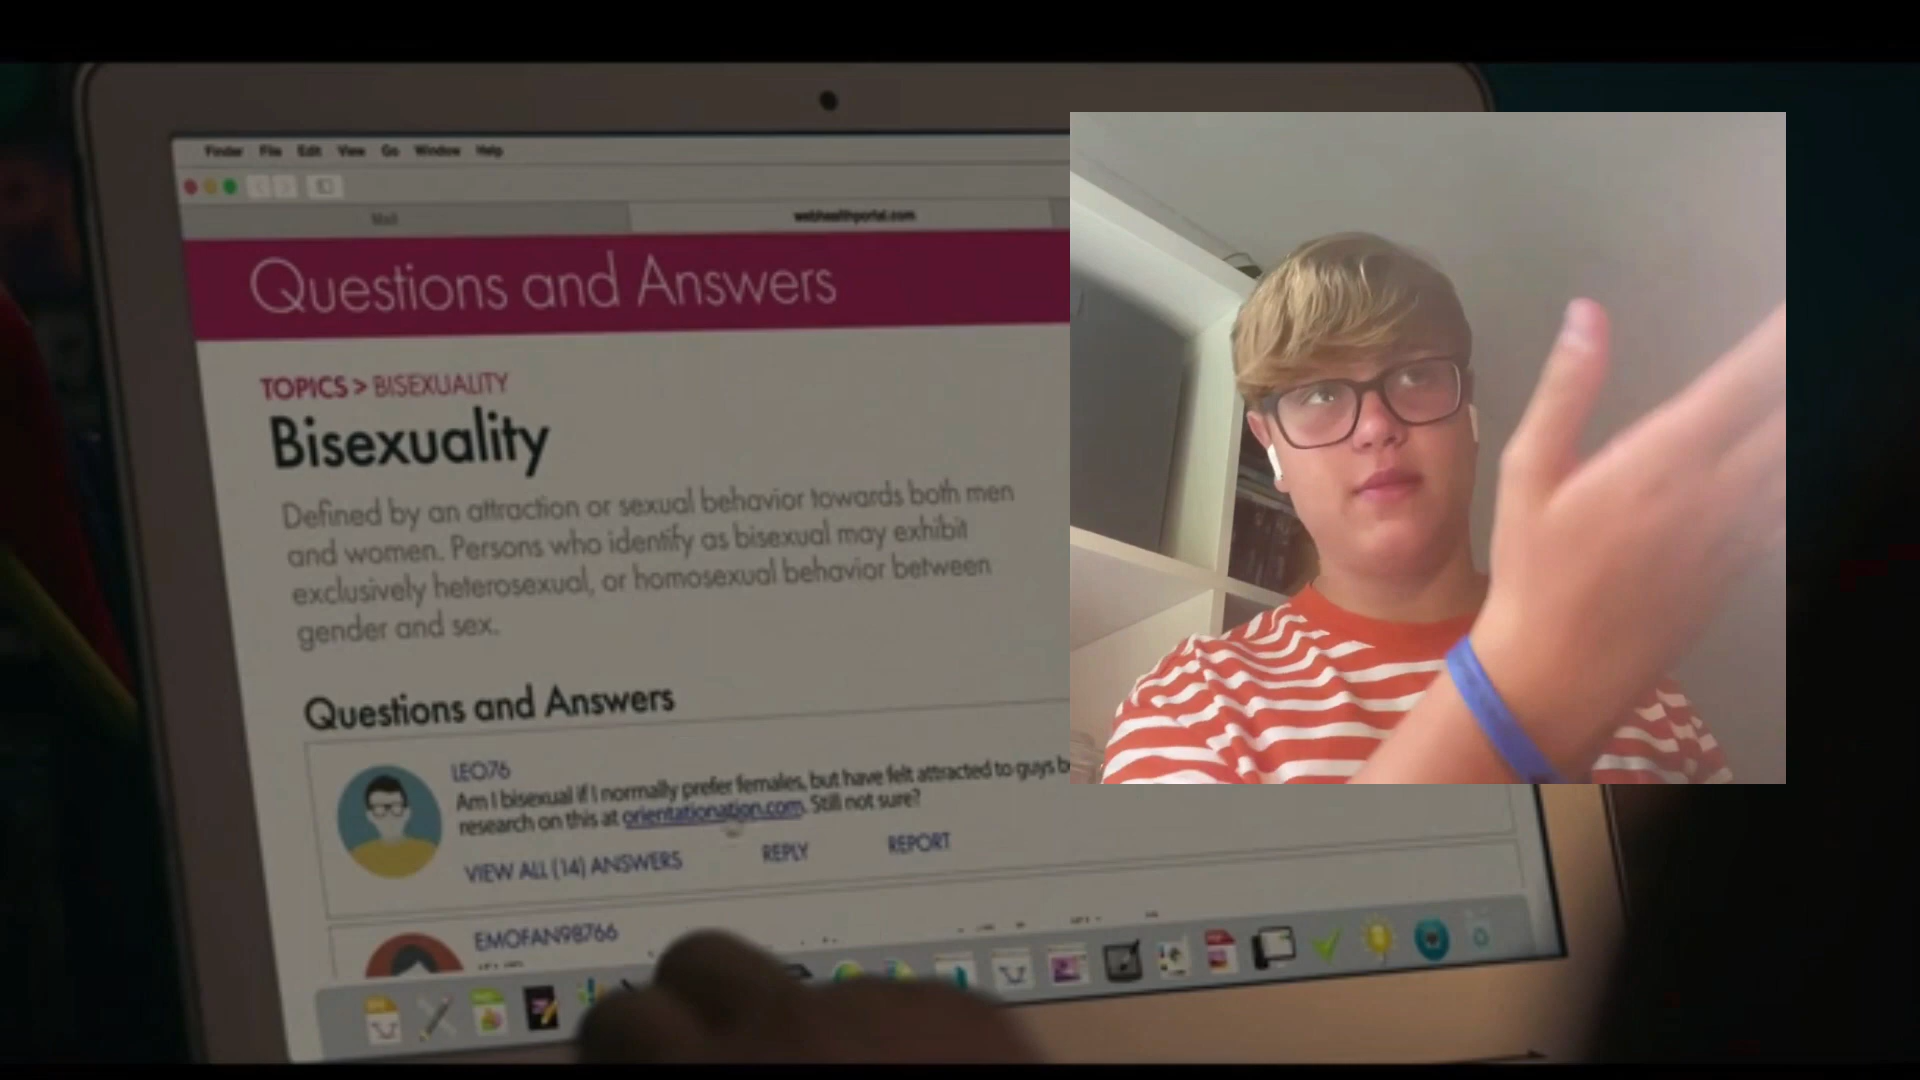 Finder File Edit View Go Window Help
Mail webhealthportal.com
Questions and Answers
TOPICS > BISEXUALITY
Bisexuality
Defined by an attraction or sexual behavior towards both men
and women. Persons who identify as bisexual may exhibit
exclusively heterosexual, or homosexual behavior between
gender and sex.
Questions and Answers
LEO76
Am I bisexual if I normally prefer females, but have felt attracted to guys
research on this at orientationation.com. Still not sure?
VIEW ALL (14) ANSWERS REPLY REPORT
EMOFAN98766